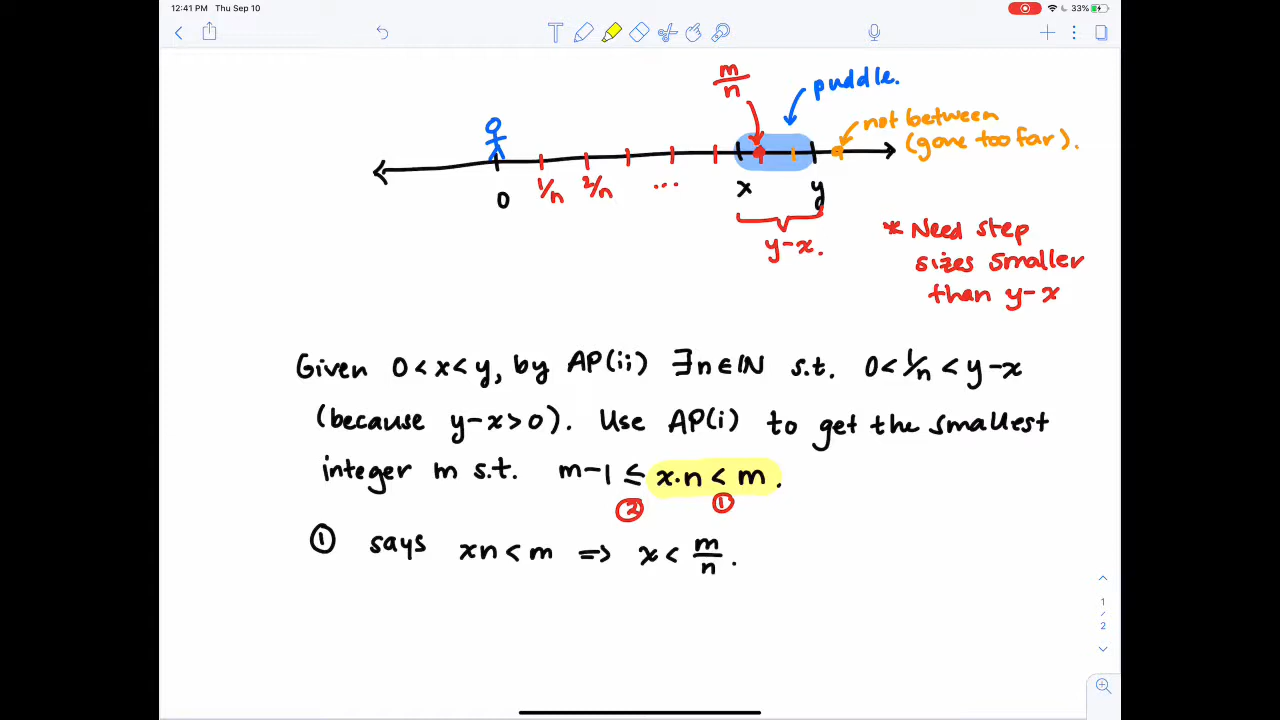 12:41 PM Thu Sep 10
33%
m/n
puddle.
not between
(gone too far).
0
1/n
2/n
...
x
y
y-x.
* Need step
sizes smaller
than y-x
Given 0<x<y, by AP(ii) ∃n∈ℕ s.t. 0<1/n<y-x
(because y-x>0). Use AP(i) to get the smallest
integer m s.t. m-1 ≤ x·n < m.
② ①
① says xn<m => x< m/n.
1
/
2